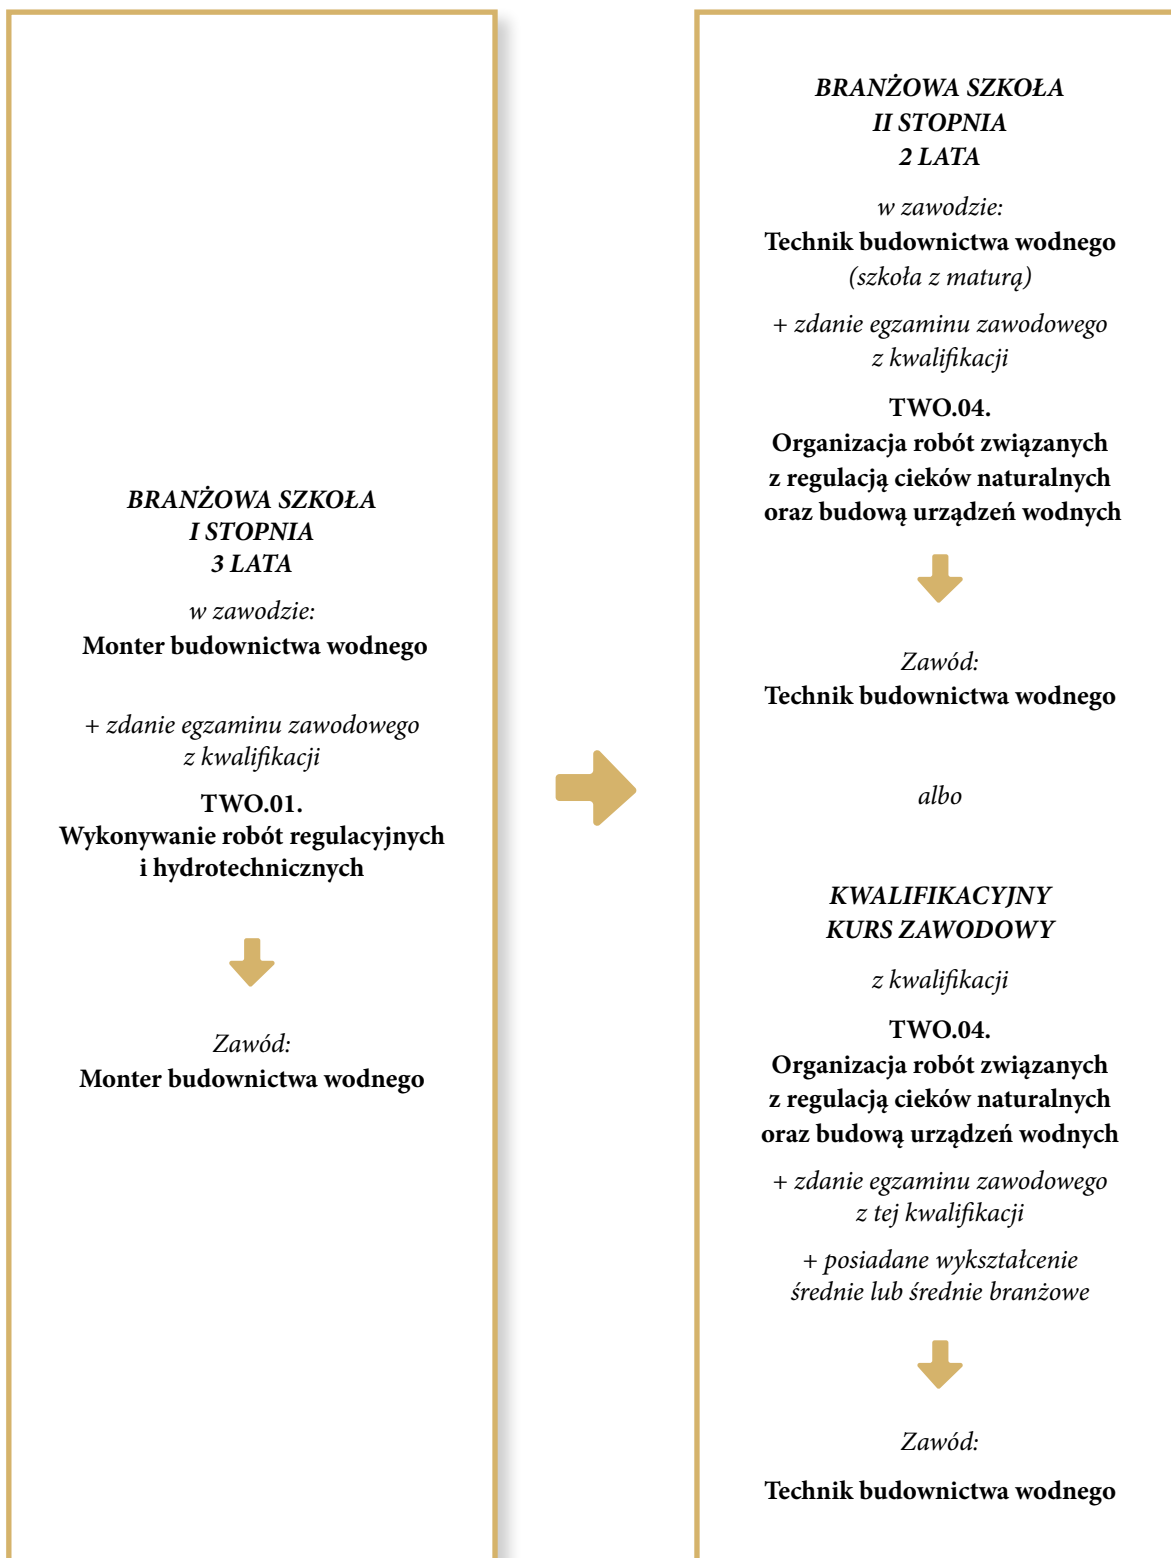 BRANŻOWA SZKOŁA
I STOPNIA
3 LATA
w zawodzie:
Monter budownictwa wodnego
+ zdanie egzaminu zawodowego
z kwalifikacji
TWO.01.
Wykonywanie robót regulacyjnych
i hydrotechnicznych
Zawód:
Monter budownictwa wodnego
BRANŻOWA SZKOŁA
II STOPNIA
2 LATA
w zawodzie:
Technik budownictwa wodnego
(szkoła z maturą)
+ zdanie egzaminu zawodowego
z kwalifikacji
TWO.04.
Organizacja robót związanych
z regulacją cieków naturalnych
oraz budową urządzeń wodnych
Zawód:
Technik budownictwa wodnego
albo
KWALIFIKACYJNY
KURS ZAWODOWY
z kwalifikacji
TWO.04.
Organizacja robót związanych
z regulacją cieków naturalnych
oraz budową urządzeń wodnych
+ zdanie egzaminu zawodowego
z tej kwalifikacji
+ posiadane wykształcenie
średnie lub średnie branżowe
Zawód:
Technik budownictwa wodnego